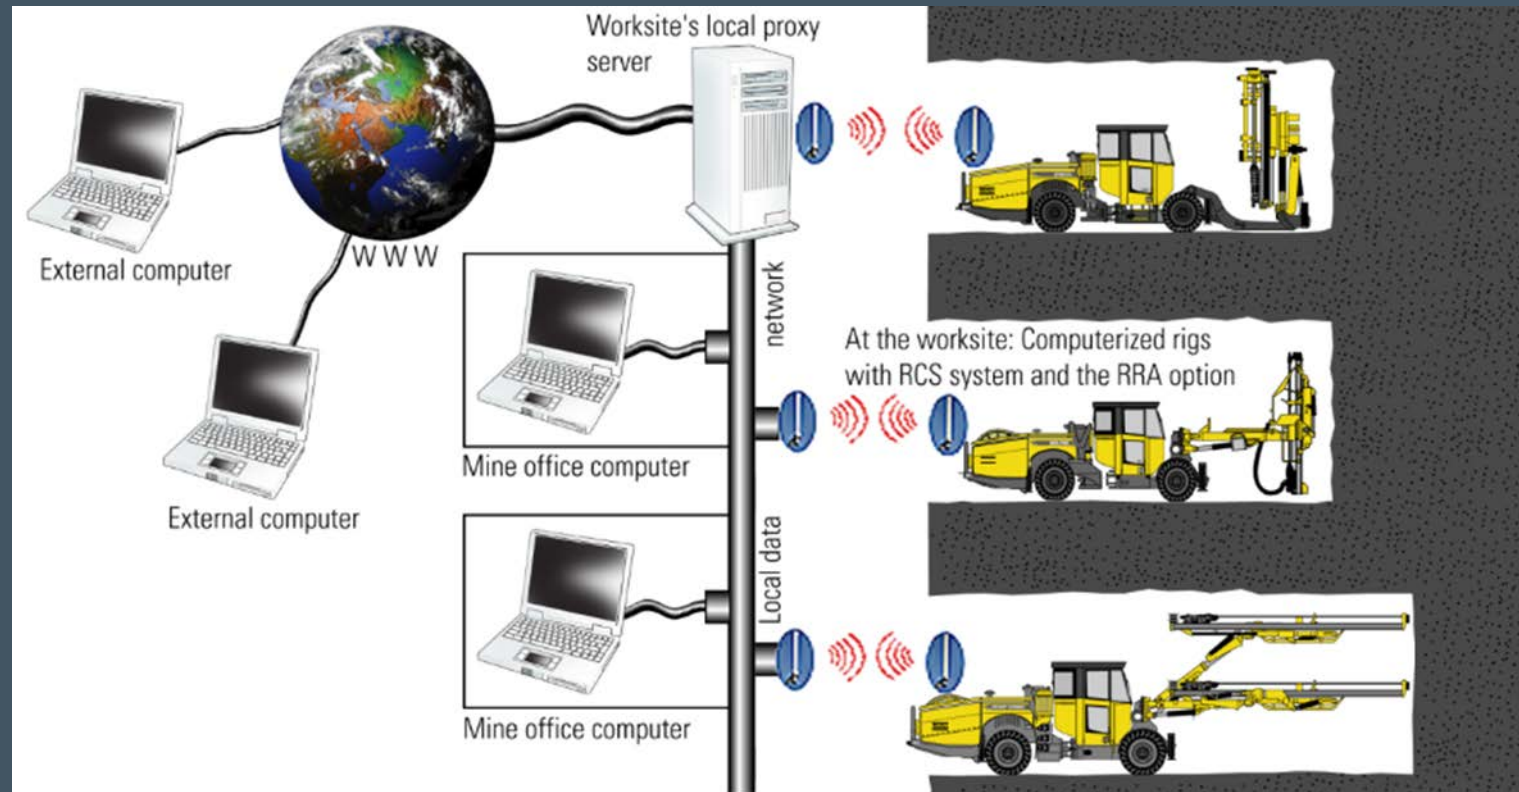 Worksite's local proxy
server
External computer
W W W
network
At the worksite: Computerized rigs
with RCS system and the RRA option
Mine office computer
External computer
Local data
Mine office computer